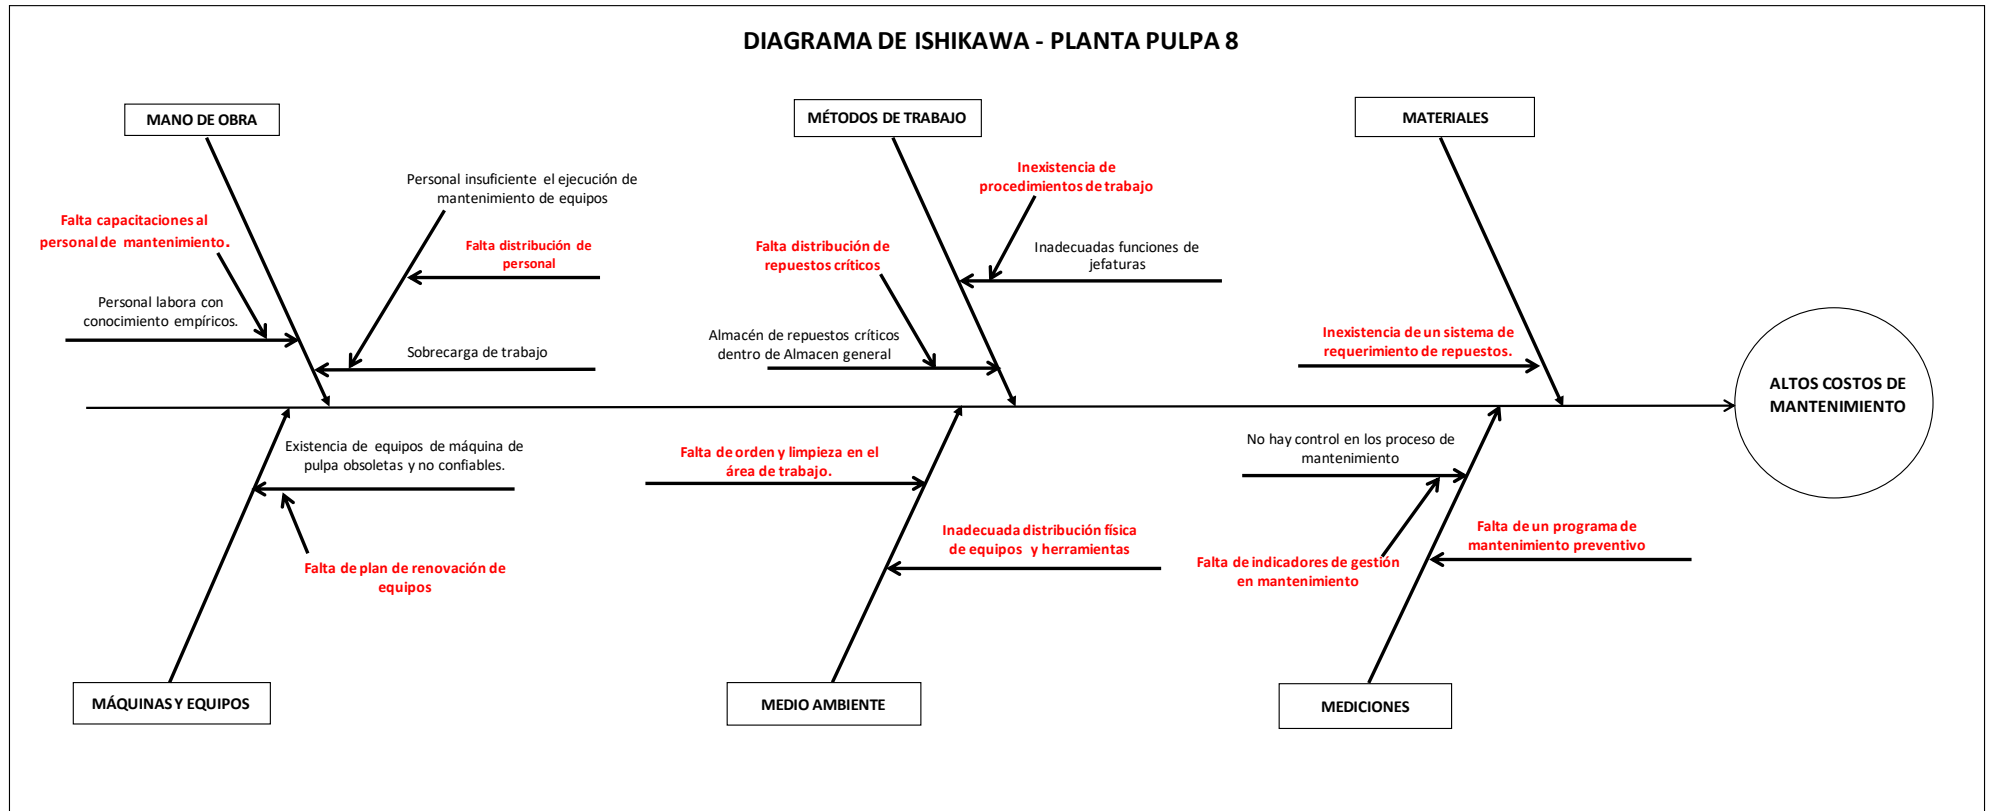 DIAGRAMA DE ISHIKAWA - PLANTA PULPA 8
MANO DE OBRA
MÉTODOS DE TRABAJO
MATERIALES
Personal insuficiente el ejecución de
mantenimiento de equipos
Falta capacitaciones al
personal de mantenimiento.
Falta distribución de
personal
Personal labora con
conocimiento empíricos.
Sobrecarga de trabajo
Inexistencia de
procedimientos de trabajo
Falta distribución de
repuestos críticos
Inadecuadas funciones de
jefaturas
Almacén de repuestos críticos
dentro de Almacen general
Inexistencia de un sistema de
requerimiento de repuestos.
ALTOS COSTOS DE
MANTENIMIENTO
Existencia de equipos de máquina de
pulpa obsoletas y no confiables.
Falta de plan de renovación de
equipos
Falta de orden y limpieza en el
área de trabajo.
Inadecuada distribución física
de equipos y herramientas
No hay control en los proceso de
mantenimiento
Falta de un programa de
mantenimiento preventivo
Falta de indicadores de gestión
en mantenimiento
MÁQUINAS Y EQUIPOS
MEDIO AMBIENTE
MEDICIONES